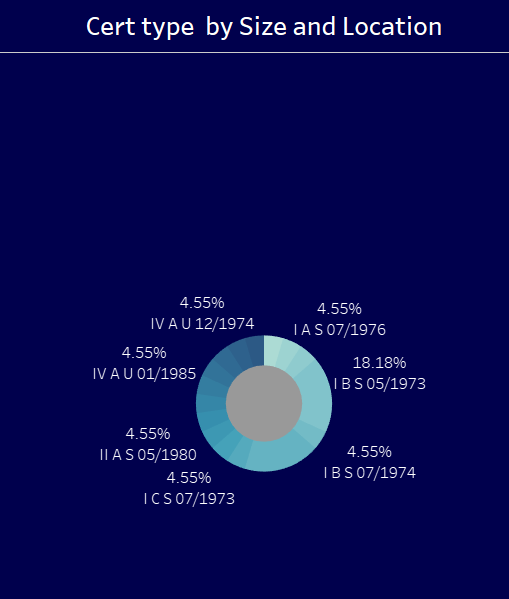 Cert type  by Size and Location
4.55%
IV A U 12/1974
4.55%
I A S 07/1976
4.55%
IV A U 01/1985
18.18%
I B S 05/1973
4.55%
II A S 05/1980
4.55%
I B S 07/1974
4.55%
I C S 07/1973